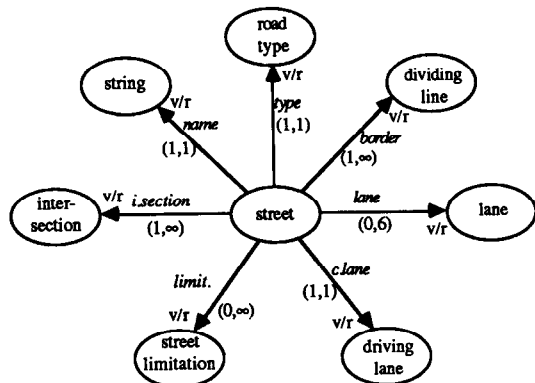 road
type
v/r
type
(1,1)
string
v/r
name
(1,1)
dividing
line
v/r
border
(1,∞)
inter-
section
v/r
i.section
(1,∞)
street
lane
(0,6)
v/r
lane
limit.
(0,∞)
v/r
street
limitation
c.lane
(1,1)
v/r
driving
lane